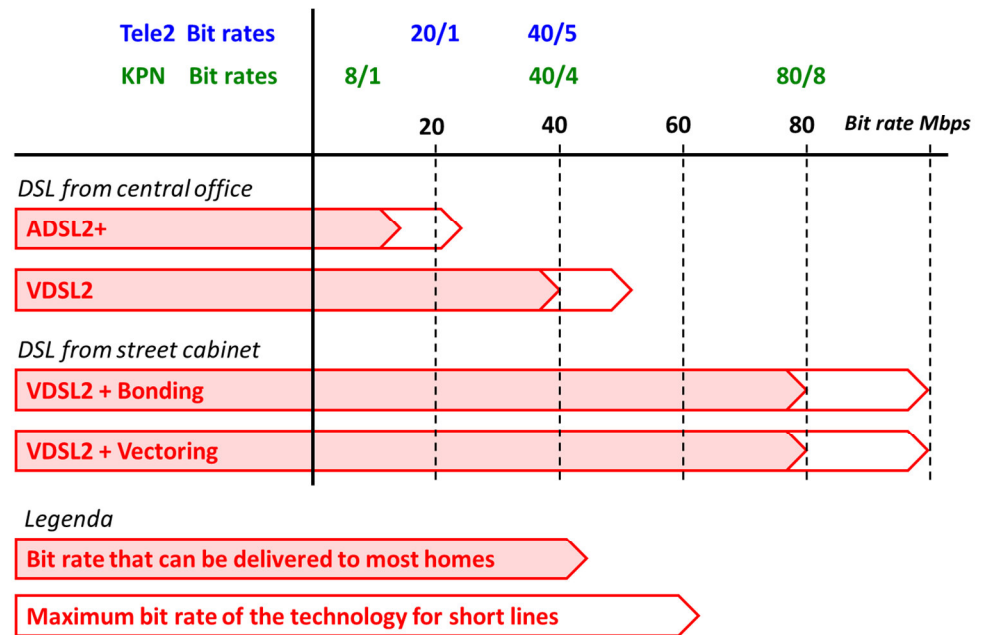 Tele2 Bit rates 20/1 40/5
KPN Bit rates 8/1 40/4 80/8
20 40 60 80 Bit rate Mbps
DSL from central office
ADSL2+
VDSL2
DSL from street cabinet
VDSL2 + Bonding
VDSL2 + Vectoring
Legenda
Bit rate that can be delivered to most homes
Maximum bit rate of the technology for short lines